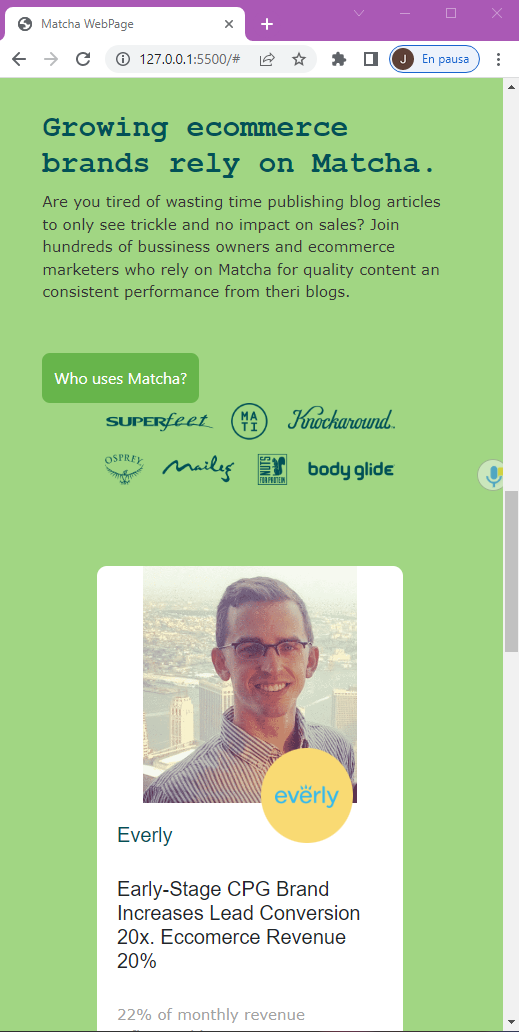 Matcha WebPage
127.0.0.1:5500/#
J
En pausa
Growing ecommerce
brands rely on Matcha.
Are you tired of wasting time publishing blog articles
to only see trickle and no impact on sales? Join
hundreds of bussiness owners and ecommerce
marketers who rely on Matcha for quality content an
consistent performance from theri blogs.
Who uses Matcha?
SUPERfeet
MA
TI
Knockaround.
OSPREY
Maileg
NUTS
FOR PROTEIN
body glide
everly
Everly
Early-Stage CPG Brand
Increases Lead Conversion
20x. Eccomerce Revenue
20%
22% of monthly revenue